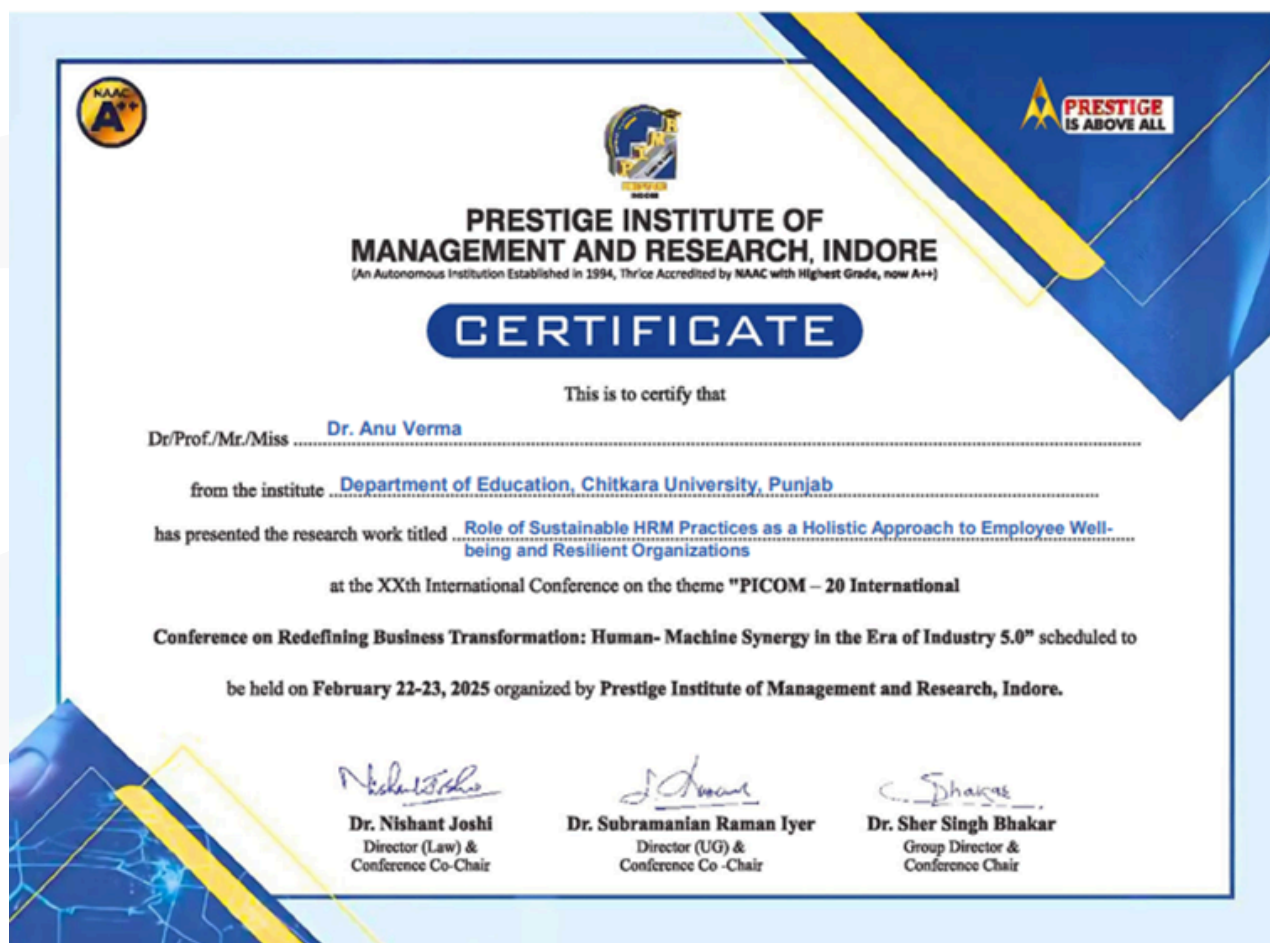 NAAC
A++
PRESTIGE
IS ABOVE ALL
PIMR
INDORE
PRESTIGE INSTITUTE OF
MANAGEMENT AND RESEARCH, INDORE
(An Autonomous Institution Established in 1994, Thrice Accredited by NAAC with Highest Grade, now A++)
CERTIFICATE
This is to certify that
Dr/Prof./Mr./Miss Dr. Anu Verma
from the institute Department of Education, Chitkara University, Punjab
has presented the research work titled Role of Sustainable HRM Practices as a Holistic Approach to Employee Well-
being and Resilient Organizations
at the XXth International Conference on the theme "PICOM – 20 International
Conference on Redefining Business Transformation: Human- Machine Synergy in the Era of Industry 5.0” scheduled to
be held on February 22-23, 2025 organized by Prestige Institute of Management and Research, Indore.
Nishant Joshi
Bhakar
Dr. Nishant Joshi
Director (Law) &
Conference Co-Chair
Dr. Subramanian Raman Iyer
Director (UG) &
Conference Co -Chair
Dr. Sher Singh Bhakar
Group Director &
Conference Chair